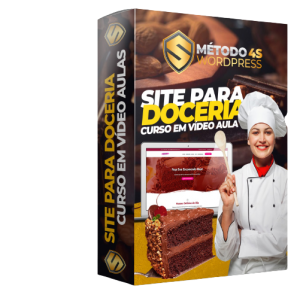 MÉTODO 4S
WORDPRESS
SITE PARA
DOCERIA
CURSO EM VÍDEO AULA
SITE PARA DOCERIA
CURSO EM VÍDEO AULAS